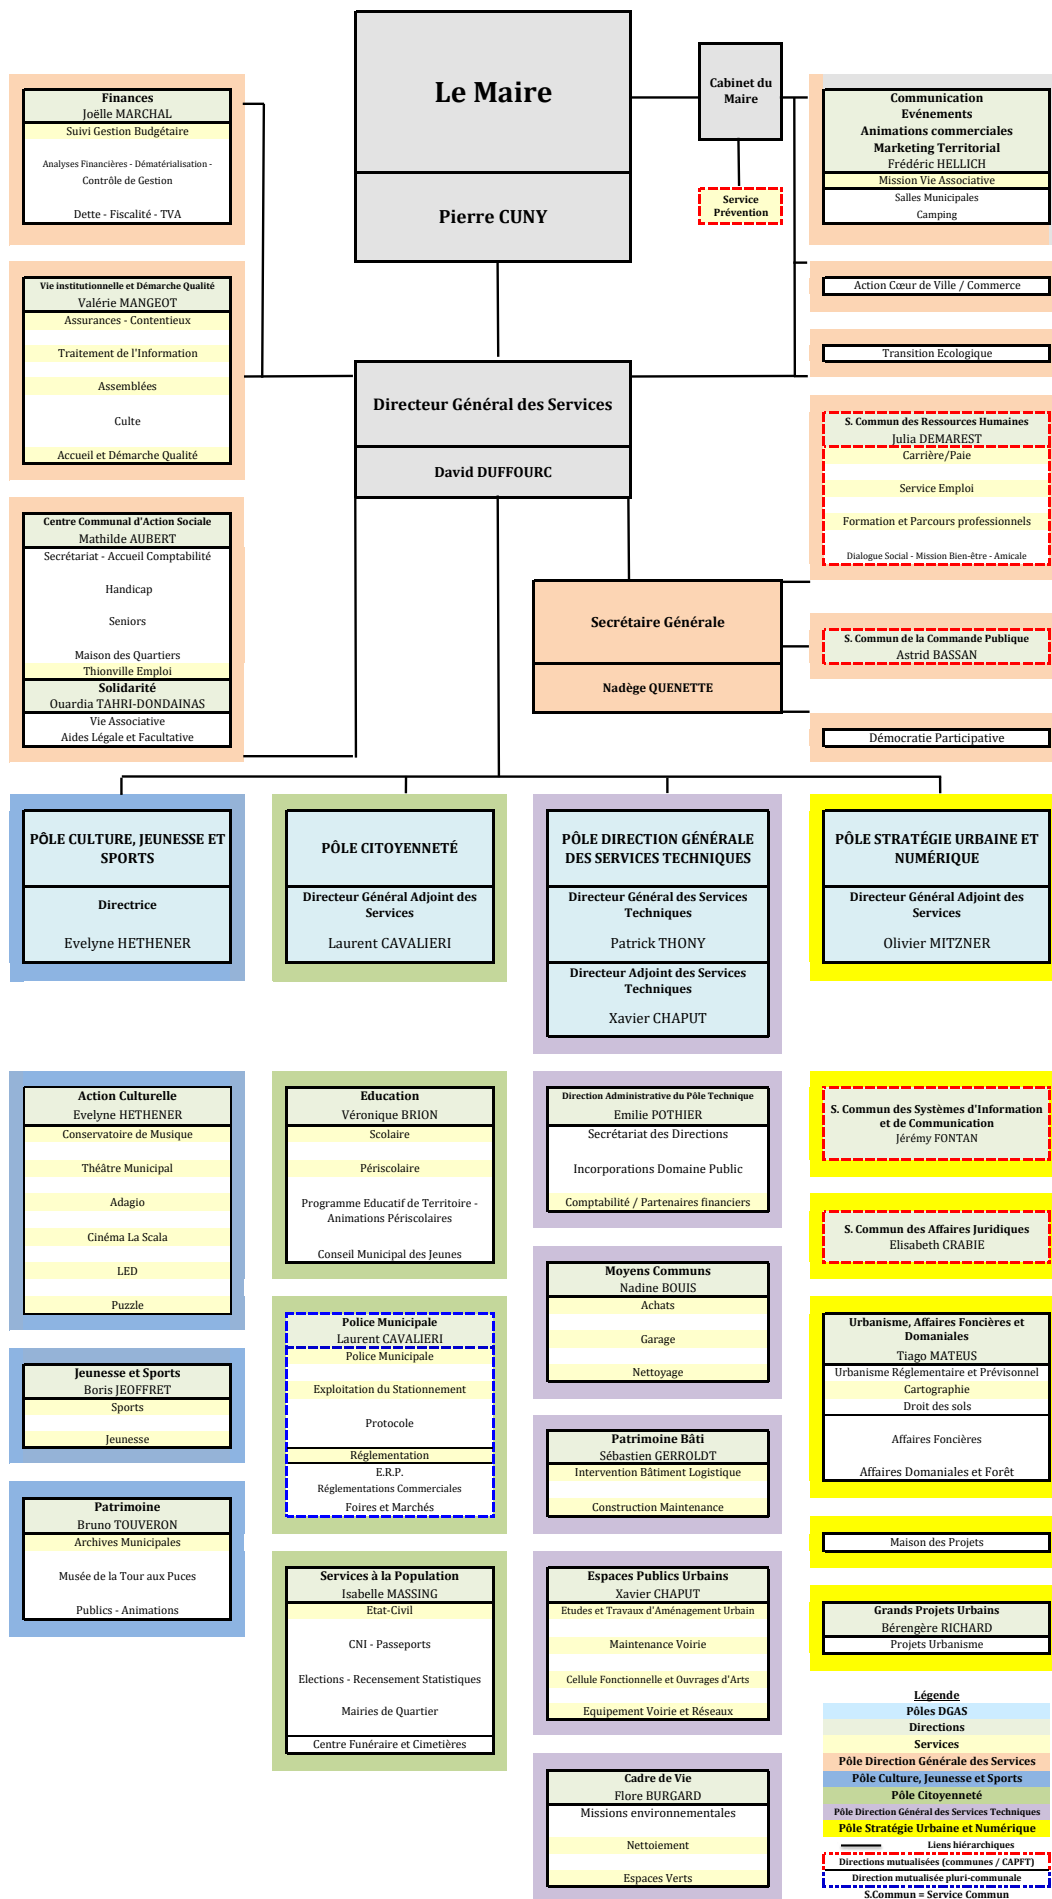 Le Maire
Pierre CUNY
Cabinet du
Maire
Service
Prévention
Finances
Joëlle MARCHAL
Suivi Gestion Budgétaire
Analyses Financières - Dématérialisation -
Contrôle de Gestion
Dette - Fiscalité - TVA
Communication
Evénements
Animations commerciales
Marketing Territorial
Frédéric HELLICH
Mission Vie Associative
Salles Municipales
Camping
Vie institutionnelle et Démarche Qualité
Valérie MANGEOT
Assurances - Contentieux
Traitement de l'Information
Assemblées
Culte
Accueil et Démarche Qualité
Action Cœur de Ville / Commerce
Transition Ecologique
Directeur Général des Services
David DUFFOURC
S. Commun des Ressources Humaines
Julia DEMAREST
Carrière/Paie
Service Emploi
Formation et Parcours professionnels
Dialogue Social - Mission Bien-être - Amicale
Centre Communal d'Action Sociale
Mathilde AUBERT
Secrétariat - Accueil Comptabilité
Handicap
Seniors
Maison des Quartiers
Thionville Emploi
Solidarité
Ouardia TAHRI-DONDAINAS
Vie Associative
Aides Légale et Facultative
Secrétaire Générale
Nadège QUENETTE
S. Commun de la Commande Publique
Astrid BASSAN
Démocratie Participative
PÔLE CULTURE, JEUNESSE ET
SPORTS
Directrice
Evelyne HETHENER
PÔLE CITOYENNETÉ
Directeur Général Adjoint des
Services
Laurent CAVALIERI
PÔLE DIRECTION GÉNÉRALE
DES SERVICES TECHNIQUES
Directeur Général des Services
Techniques
Patrick THONY
Directeur Adjoint des Services
Techniques
Xavier CHAPUT
PÔLE STRATÉGIE URBAINE ET
NUMÉRIQUE
Directeur Général Adjoint des
Services
Olivier MITZNER
Action Culturelle
Evelyne HETHENER
Conservatoire de Musique
Théâtre Municipal
Adagio
Cinéma La Scala
LED
Puzzle
Jeunesse et Sports
Boris JEOFFRET
Sports
Jeunesse
Patrimoine
Bruno TOUVERON
Archives Municipales
Musée de la Tour aux Puces
Publics - Animations
Education
Véronique BRION
Scolaire
Périscolaire
Programme Educatif de Territoire -
Animations Périscolaires
Conseil Municipal des Jeunes
Police Municipale
Laurent CAVALIERI
Police Municipale
Exploitation du Stationnement
Protocole
Réglementation
E.R.P.
Réglementations Commerciales
Foires et Marchés
Services à la Population
Isabelle MASSING
Etat-Civil
CNI - Passeports
Elections - Recensement Statistiques
Mairies de Quartier
Centre Funéraire et Cimetières
Direction Administrative du Pôle Technique
Emilie POTHIER
Secrétariat des Directions
Incorporations Domaine Public
Comptabilité / Partenaires financiers
Moyens Communs
Nadine BOUIS
Achats
Garage
Nettoyage
Patrimoine Bâti
Sébastien GERROLDT
Intervention Bâtiment Logistique
Construction Maintenance
Espaces Publics Urbains
Xavier CHAPUT
Etudes et Travaux d'Aménagement Urbain
Maintenance Voirie
Cellule Fonctionnelle et Ouvrages d'Arts
Equipement Voirie et Réseaux
Cadre de Vie
Flore BURGARD
Missions environnementales
Nettoiement
Espaces Verts
S. Commun des Systèmes d'Information
et de Communication
Jérémy FONTAN
S. Commun des Affaires Juridiques
Elisabeth CRABIE
Urbanisme, Affaires Foncières et
Domaniales
Tiago MATEUS
Urbanisme Réglementaire et Prévisonnel
Cartographie
Droit des sols
Affaires Foncières
Affaires Domaniales et Forêt
Maison des Projets
Grands Projets Urbains
Bérengère RICHARD
Projets Urbanisme
Légende
Pôles DGAS
Directions
Services
Pôle Direction Générale des Services
Pôle Culture, Jeunesse et Sports
Pôle Citoyenneté
Pôle Direction Général des Services Techniques
Pôle Stratégie Urbaine et Numérique
Liens hiérarchiques
Directions mutualisées (communes / CAPFT)
Direction mutualisée pluri-communale
S.Commun = Service Commun